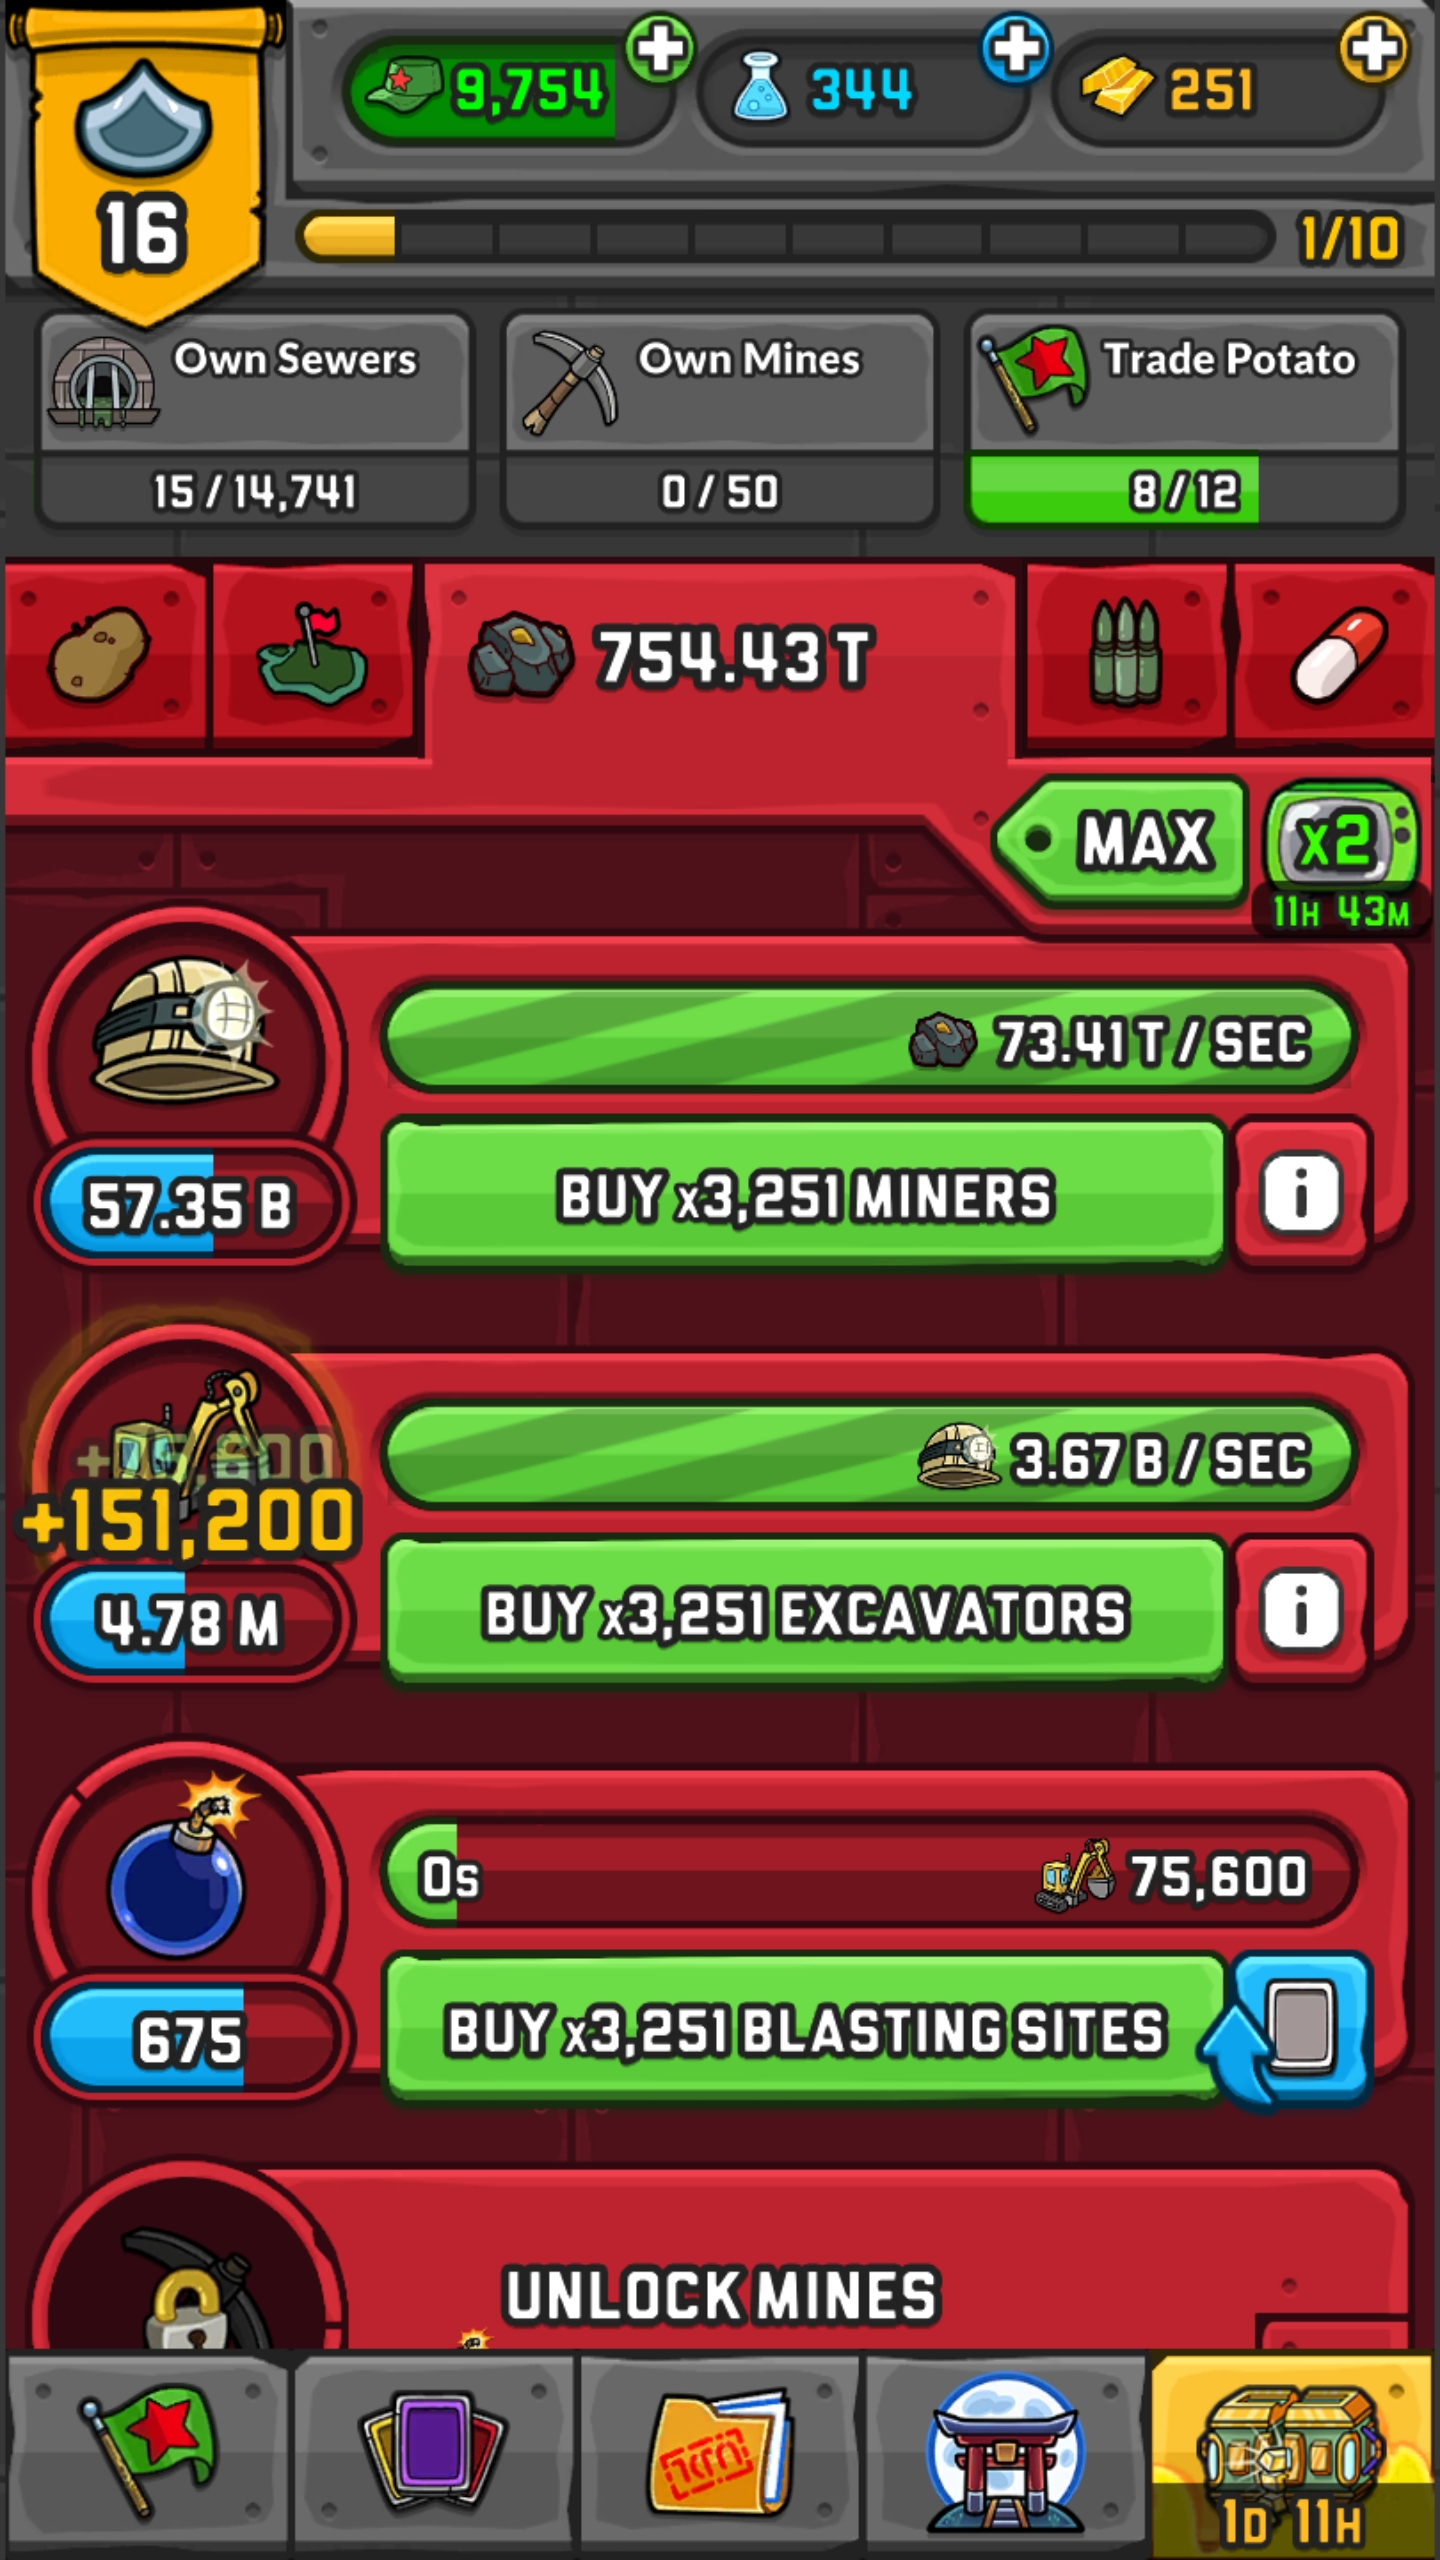 9,754
344
251
16
1/10
Own Sewers
15/14,741
Own Mines
0/50
Trade Potato
8/12
754.43 T
MAX
x2
11H 43M
73.41 T / SEC
57.35 B
BUY x3,251 MINERS
i
3.67 B / SEC
+151,200
4.78 M
BUY x3,251 EXCAVATORS
i
0s
75,600
675
BUY x3,251 BLASTING SITES
UNLOCK MINES
1D 11H